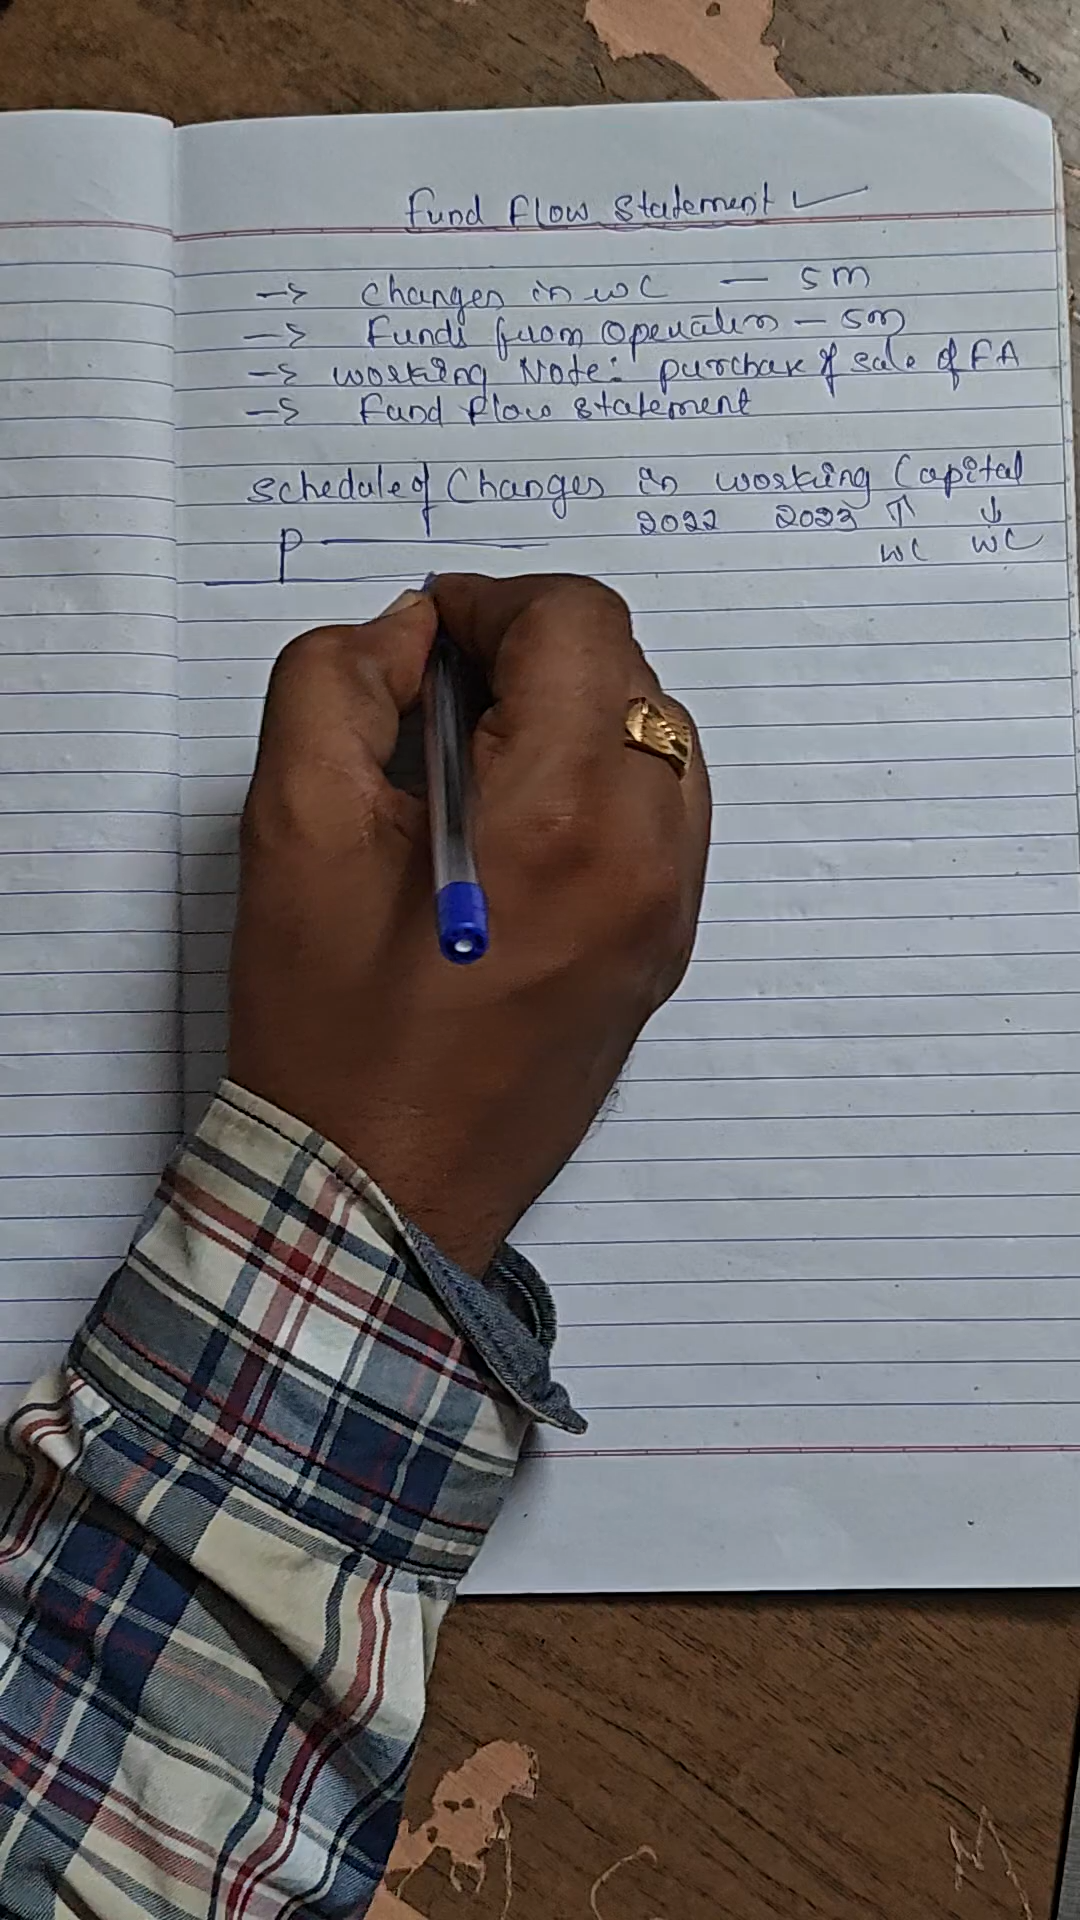 Fund Flow Statement ✓
→ Changes in WC — 5m
→ Funds from Operation — 5m
→ Working Note: purchase of sale of FA
→ Fund Flow Statement
Schedule of Changes in working Capital
P 2022 2023 ↑ WC ↓ WC